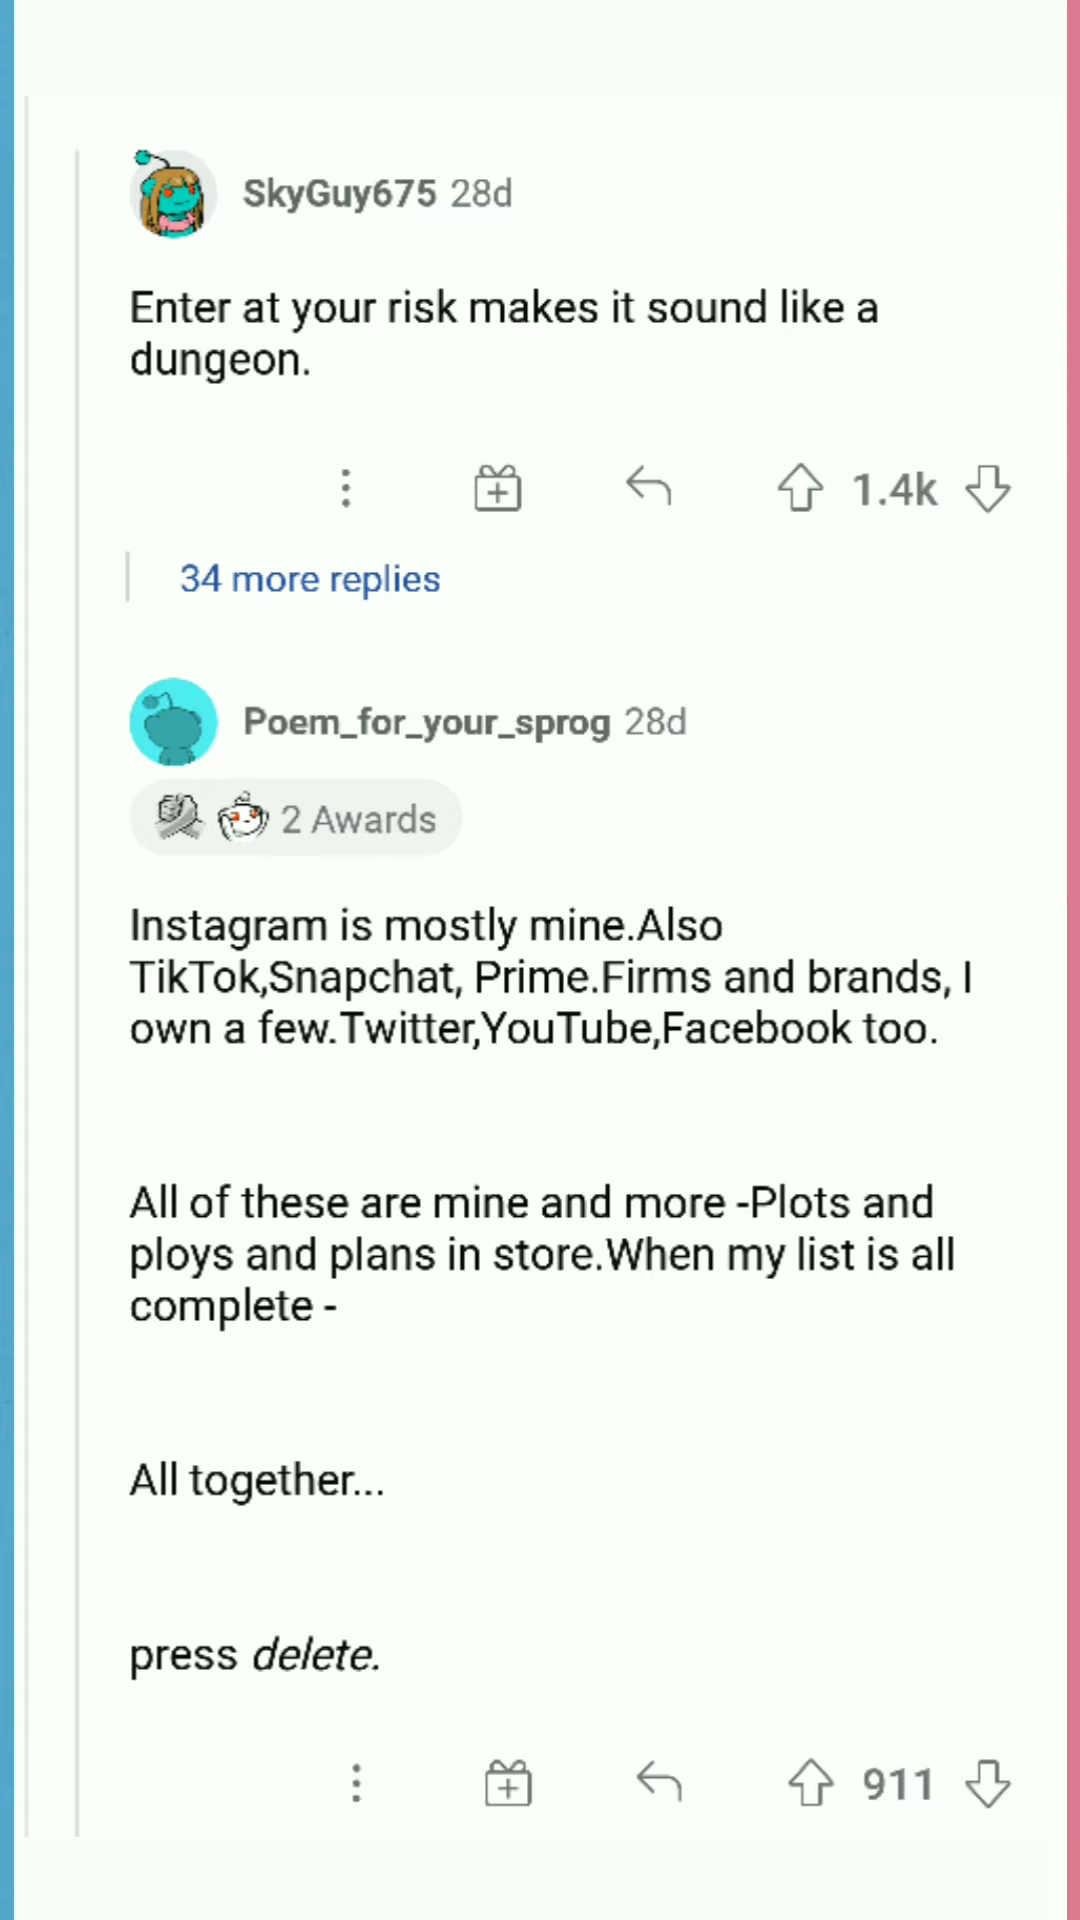 SkyGuy675 28d
Enter at your risk makes it sound like a
dungeon.
1.4k
34 more replies
Poem_for_your_sprog 28d
2 Awards
Instagram is mostly mine.Also
TikTok,Snapchat, Prime.Firms and brands, I
own a few.Twitter,YouTube,Facebook too.
All of these are mine and more -Plots and
ploys and plans in store.When my list is all
complete -
All together...
press delete.
911